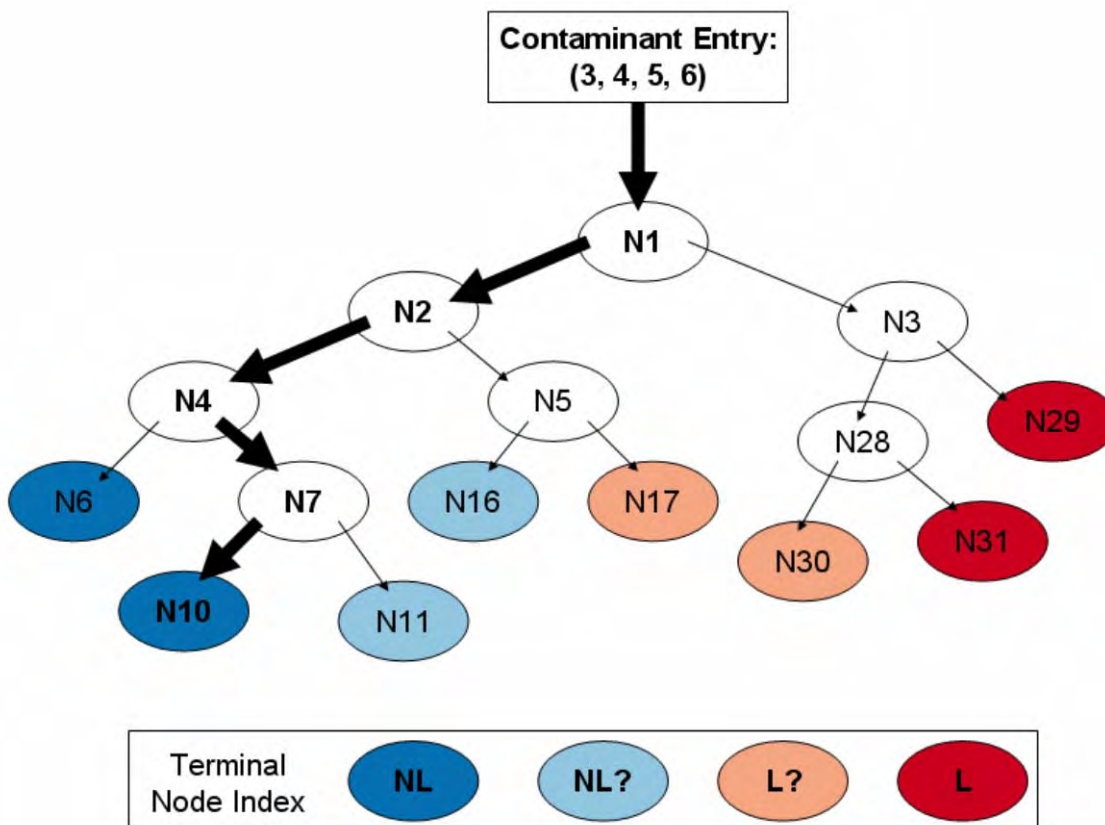 Contaminant Entry:
(3, 4, 5, 6)
N1
N2
N3
N4
N5
N28
N29
N6
N7
N16
N17
N30
N31
N10
N11
Terminal
Node Index
NL
NL?
L?
L